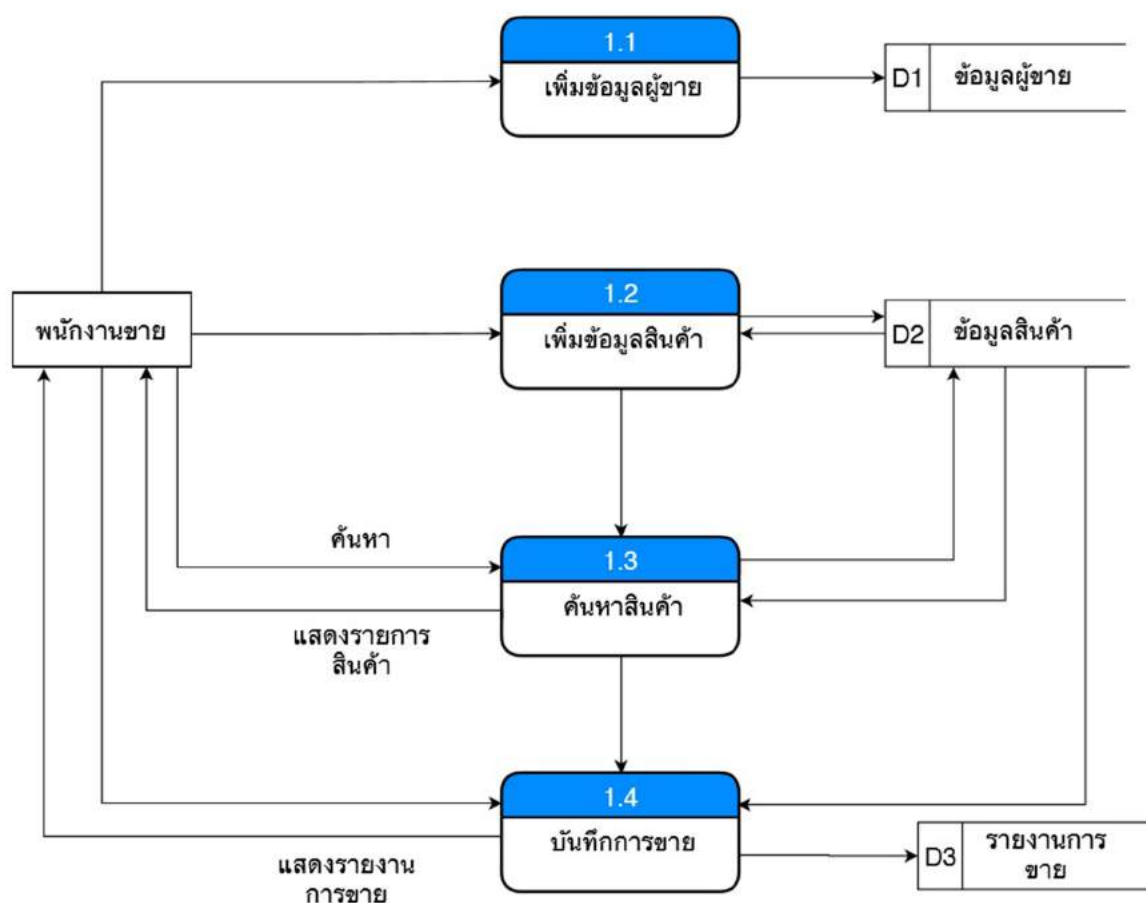 1.1
เพิ่มข้อมูลผู้ขาย
D1
ข้อมูลผู้ขาย
พนักงานขาย
1.2
เพิ่มข้อมูลสินค้า
D2
ข้อมูลสินค้า
ค้นหา
1.3
ค้นหาสินค้า
แสดงรายการ
สินค้า
1.4
บันทึกการขาย
แสดงรายงาน
การขาย
D3
รายงานการ
ขาย